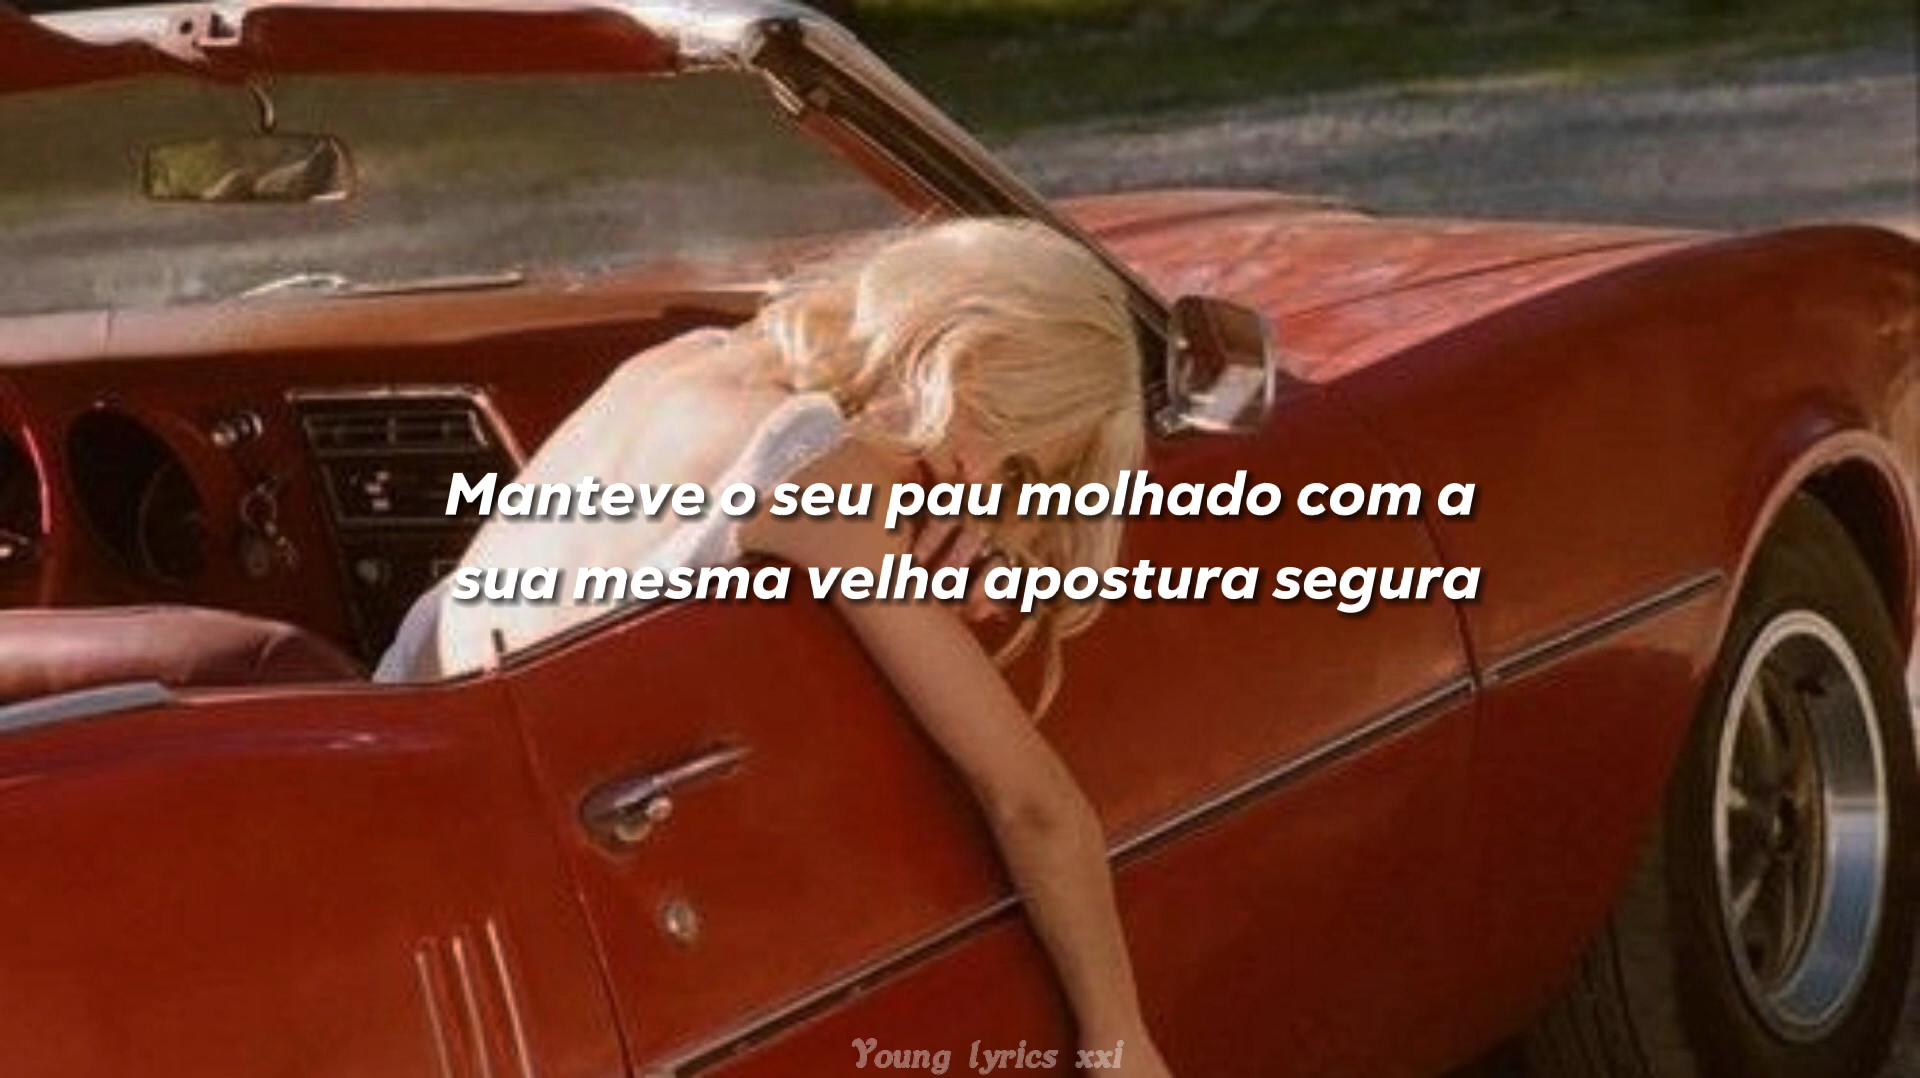 Manteve o seu pau molhado com a
sua mesma velha apostura segura
Young lyrics xxi